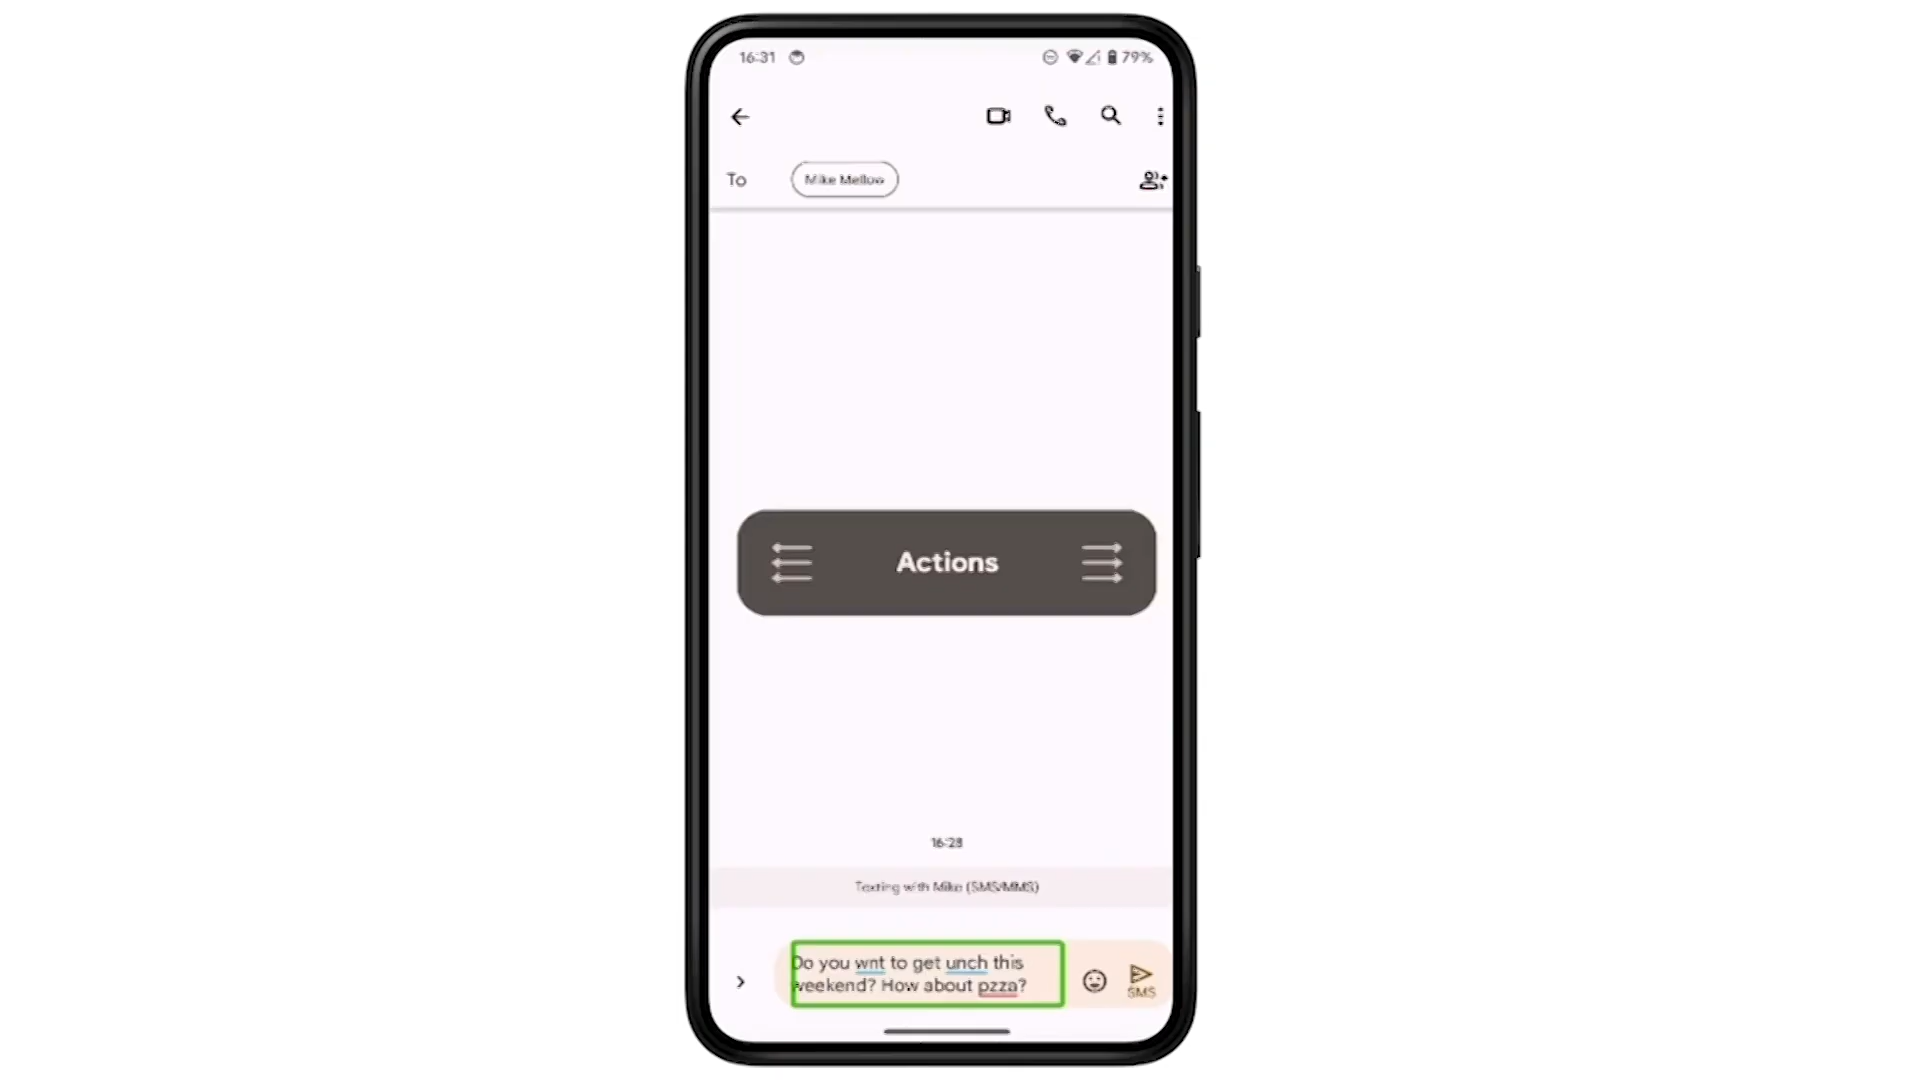 16:31
79%
To
Mike Mellow
Actions
16:28
Texting with Mike (SMS/MMS)
Do you wnt to get unch this
weekend? How about pzza?
SMS